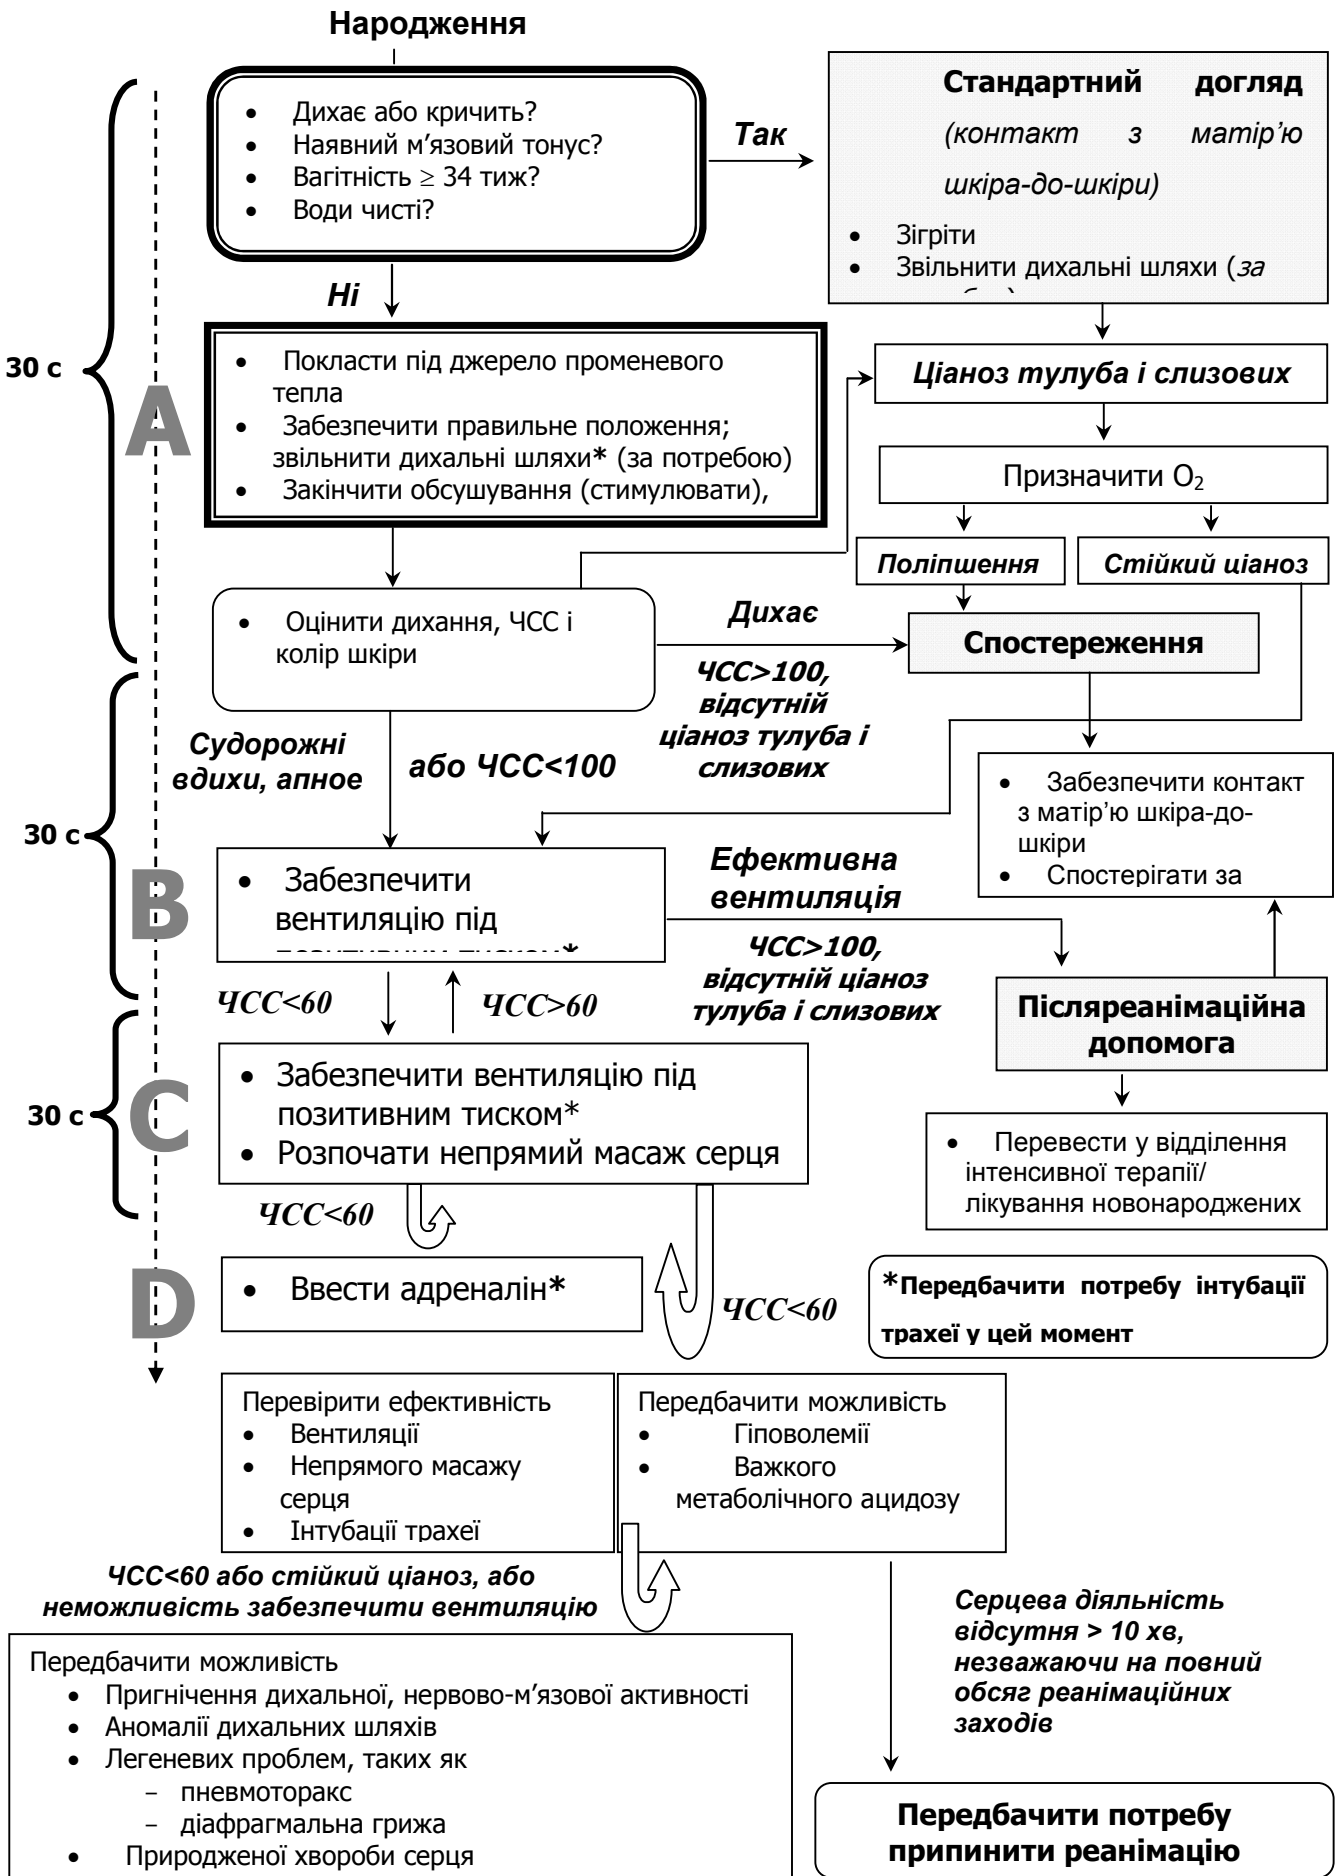 Народження
• Дихає або кричить?
• Наявний м’язовий тонус?
• Вагітність ≥ 34 тиж?
• Води чисті?
Так
Стандартний догляд
(контакт з матір’ю
шкіра-до-шкіри)
• Зігріти
• Звільнити дихальні шляхи (за
Ні
30 с
A
• Покласти під джерело променевого
тепла
• Забезпечити правильне положення;
звільнити дихальні шляхи* (за потребою)
• Закінчити обсушування (стимулювати),
Ціаноз тулуба і слизових
Призначити O2
Поліпшення
Стійкий ціаноз
• Оцінити дихання, ЧСС і
колір шкіри
Дихає
ЧСС>100,
відсутній
ціаноз тулуба і
слизових
Спостереження
Судорожні
вдихи, апное
або ЧСС<100
• Забезпечити контакт
з матір’ю шкіра-до-
шкіри
• Спостерігати за
30 с
B
• Забезпечити
вентиляцію під
позитивним тиском*
Ефективна
вентиляція
ЧСС>100,
відсутній ціаноз
тулуба і слизових
ЧСС<60
ЧСС>60
Післяреанімаційна
допомога
30 с
C
• Забезпечити вентиляцію під
позитивним тиском*
• Розпочати непрямий масаж серця
• Перевести у відділення
інтенсивної терапії/
лікування новонароджених
ЧСС<60
D
• Ввести адреналін*
ЧСС<60
*Передбачити потребу інтубації
трахеї у цей момент
Перевірити ефективність
• Вентиляції
• Непрямого масажу
серця
• Інтубації трахеї
Передбачити можливість
• Гіповолемії
• Важкого
метаболічного ацидозу
ЧСС<60 або стійкий ціаноз, або
неможливість забезпечити вентиляцію
Серцева діяльність
відсутня > 10 хв,
незважаючи на повний
обсяг реанімаційних
заходів
Передбачити можливість
• Пригнічення дихальної, нервово-м’язової активності
• Аномалії дихальних шляхів
• Легеневих проблем, таких як
– пневмоторакс
– діафрагмальна грижа
• Природженої хвороби серця
Передбачити потребу
припинити реанімацію